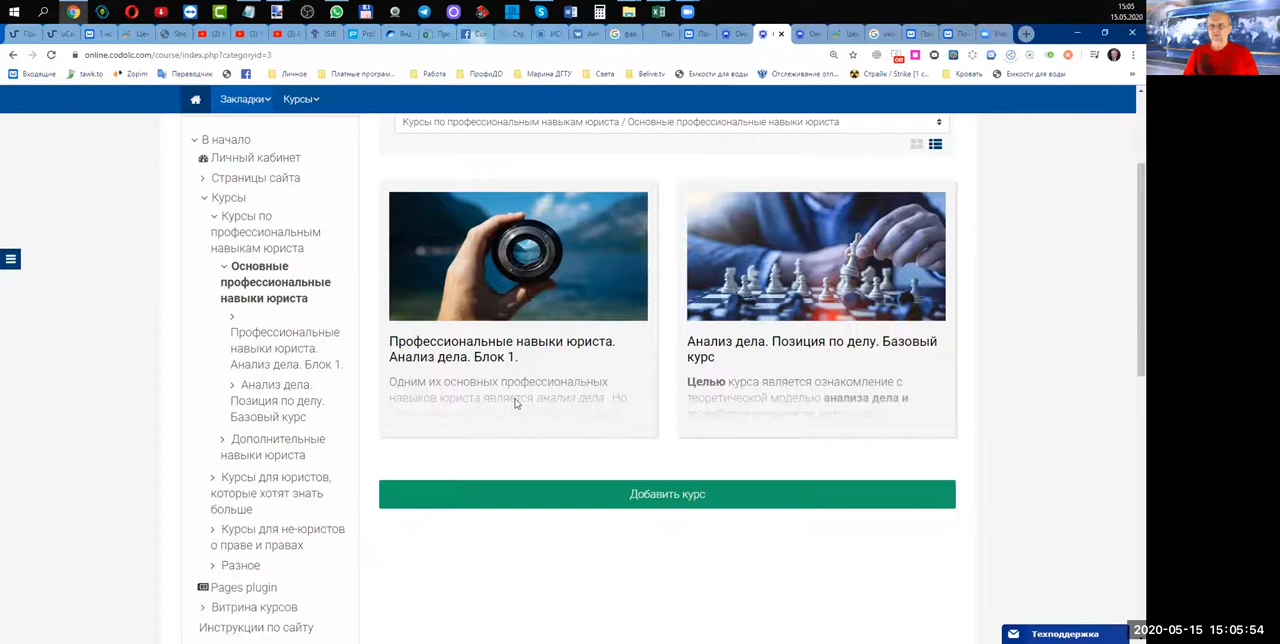 15:05
15.05.2020
online.codolc.com/course/index.php?categoryid=3
Входящие
tawk.to
Zopim
Переводчик
Личное
Платные програм...
Работа
ПрофиДО
Марина ДГТУ
Света
Belive.tv
Емкости для воды
Отслеживание отп...
Страйк / Strike [1 с...
Кровать
Емкости для воды
Закладки
Курсы
Курсы по профессиональным навыкам юриста / Основные профессиональные навыки юриста
В начало
Личный кабинет
Страницы сайта
Курсы
Курсы по
профессиональным
навыкам юриста
Основные
профессиональные
навыки юриста
Профессиональные
навыки юриста.
Анализ дела. Блок 1.
Анализ дела.
Позиция по делу.
Базовый курс
Дополнительные
навыки юриста
Курсы для юристов,
которые хотят знать
больше
Курсы для не-юристов
о праве и правах
Разное
Pages plugin
Витрина курсов
Инструкции по сайту
Профессиональные навыки юриста.
Анализ дела. Блок 1.
Одним их основных профессиональных
навыков юриста является анализ дела. Но
Анализ дела. Позиция по делу. Базовый
курс
Целью курса является ознакомление с
теоретической моделью анализа дела и
Добавить курс
Техподдержка
2020-05-15 15:05:54